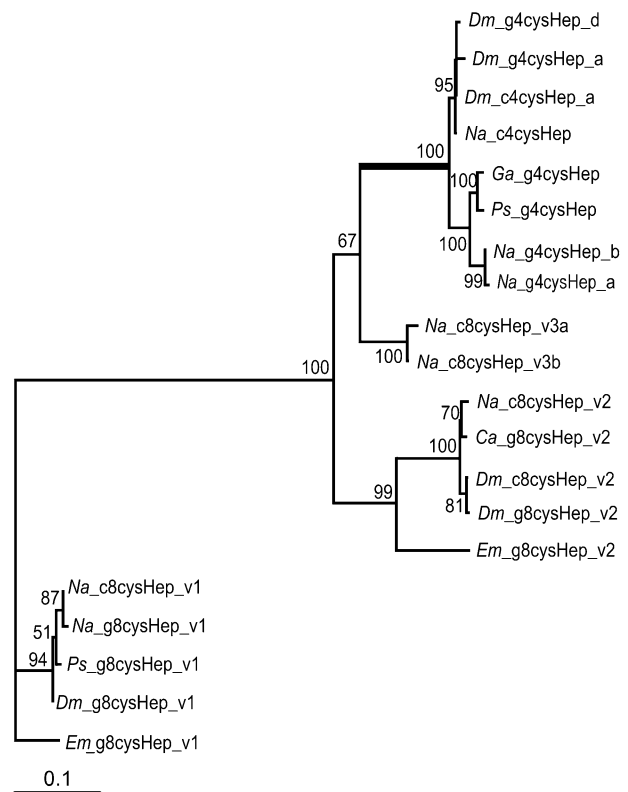 Dm_g4cysHep_d
Dm_g4cysHep_a
95
Dm_c4cysHep_a
Na_c4cysHep
100
Ga_g4cysHep
100
Ps_g4cysHep
67
100
Na_g4cysHep_b
99
Na_g4cysHep_a
Na_c8cysHep_v3a
100
Na_c8cysHep_v3b
100
Na_c8cysHep_v2
70
Ca_g8cysHep_v2
100
Dm_c8cysHep_v2
99
81
Dm_g8cysHep_v2
Em_g8cysHep_v2
Na_c8cysHep_v1
87
Na_g8cysHep_v1
51
94
Ps_g8cysHep_v1
Dm_g8cysHep_v1
Em_g8cysHep_v1
0.1